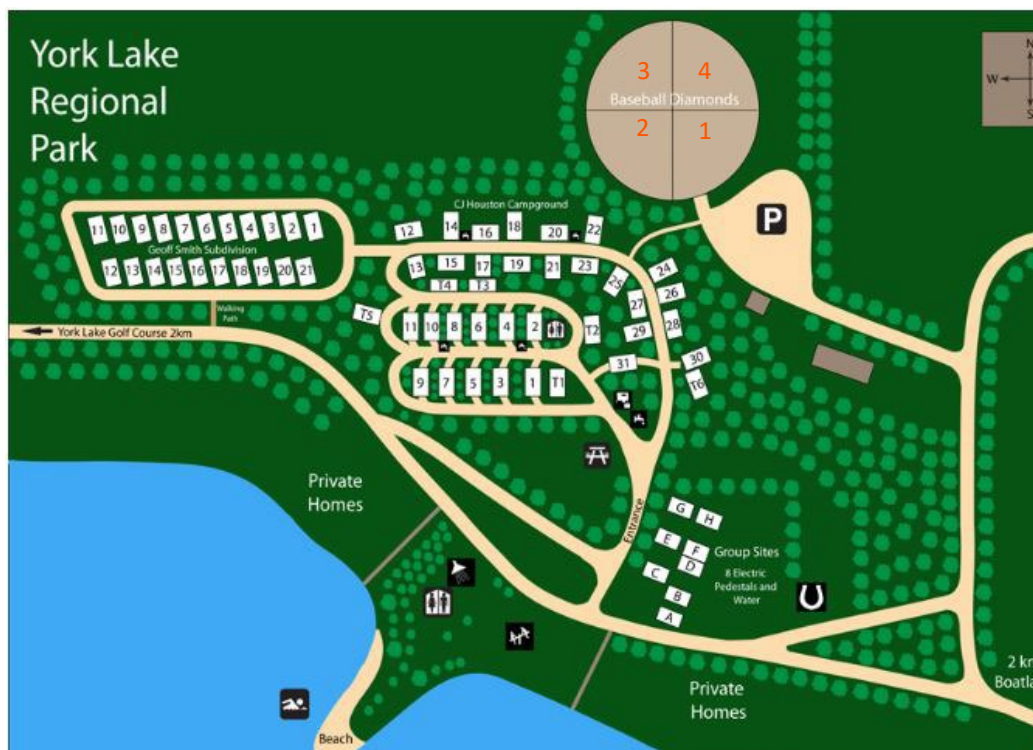 York Lake
Regional
Park
3 4
Baseball Diamonds
2 1
N
W
S
P
CJ Houston Campground
12 14 16 18 20 22
11 10 9 8 7 6 5 4 3 2 1
Geoff Smith Subdivision
12 13 14 15 16 17 18 19 20 21
13 15 17 19 21 23 25 24
T4 T3
27 26
Walking
Path
T5
11 10 8 6 4 2 T2 29 28
York Lake Golf Course 2km
31 30
9 7 5 3 1 T1 T6
Private
Homes
Entrance
G H
E F
Group Sites
C D
8 Electric
Pedestals and
Water
B
A
2 k
Boatla
Private
Homes
Beach